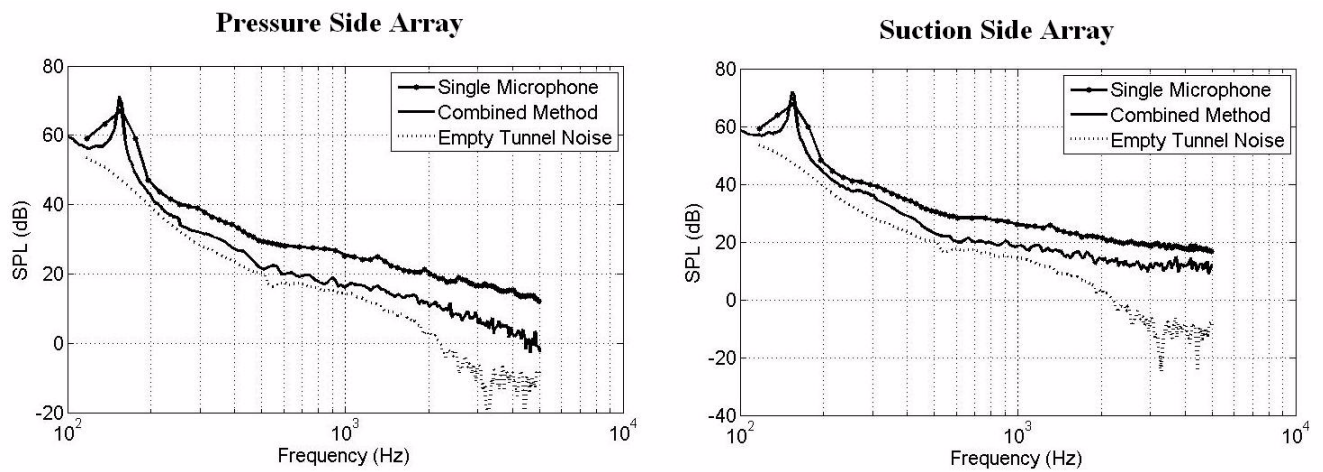 Pressure Side Array
80
60
40
20
0
-20
SPL (dB)
Single Microphone
Combined Method
Empty Tunnel Noise
10^2
10^3
10^4
Frequency (Hz)
Suction Side Array
80
60
40
20
0
-20
-40
SPL (dB)
Single Microphone
Combined Method
Empty Tunnel Noise
10^2
10^3
10^4
Frequency (Hz)